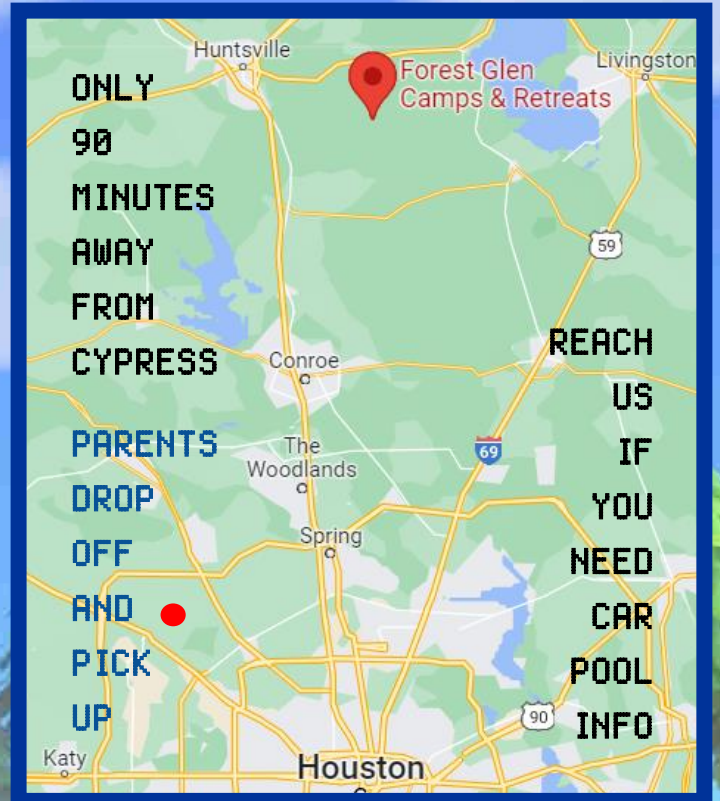 Huntsville
Forest Glen
Camps & Retreats
Livingston
ONLY
90
MINUTES
AWAY
FROM
CYPRESS
59
Conroe
REACH
US
IF
YOU
NEED
CAR
POOL
INFO
PARENTS
DROP
OFF
AND
PICK
UP
The
Woodlands
69
Spring
90
Katy
Houston